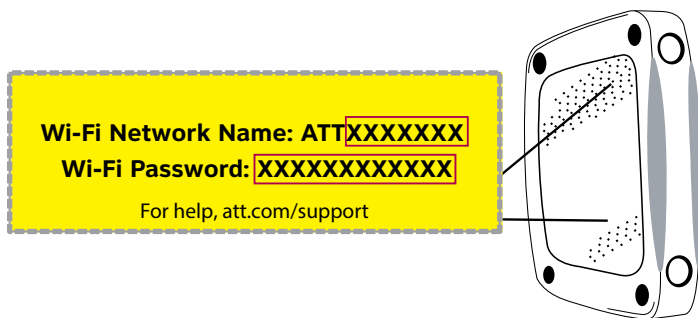 Wi-Fi Network Name: ATTXXXXXXX
Wi-Fi Password: XXXXXXXXXXXX
For help, att.com/support